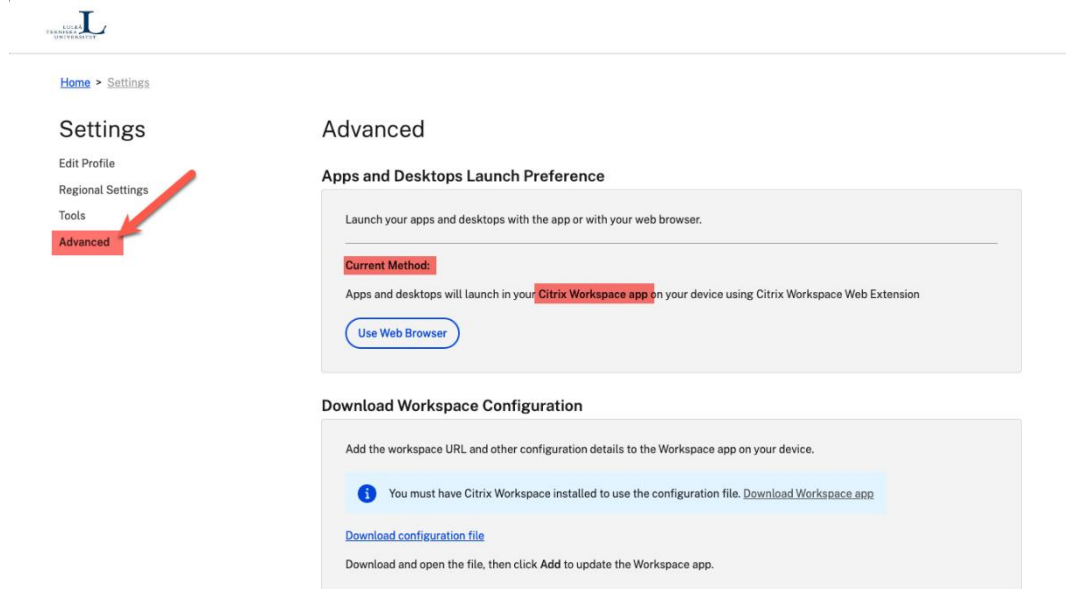 LULEÅ
TEKNISKA
UNIVERSITET
L
Home > Settings
Settings
Edit Profile
Regional Settings
Tools
Advanced
Advanced
Apps and Desktops Launch Preference
Launch your apps and desktops with the app or with your web browser.
Current Method:
Apps and desktops will launch in your Citrix Workspace app on your device using Citrix Workspace Web Extension
Use Web Browser
Download Workspace Configuration
Add the workspace URL and other configuration details to the Workspace app on your device.
i You must have Citrix Workspace installed to use the configuration file. Download Workspace app
Download configuration file
Download and open the file, then click Add to update the Workspace app.